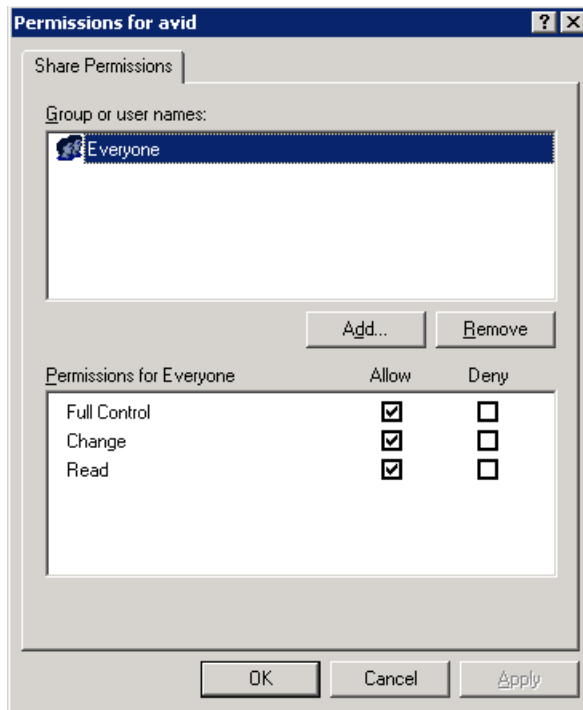 Permissions for avid
Share Permissions
Group or user names:
Everyone
Add... Remove
Permissions for Everyone Allow Deny
Full Control
Change
Read
OK Cancel Apply